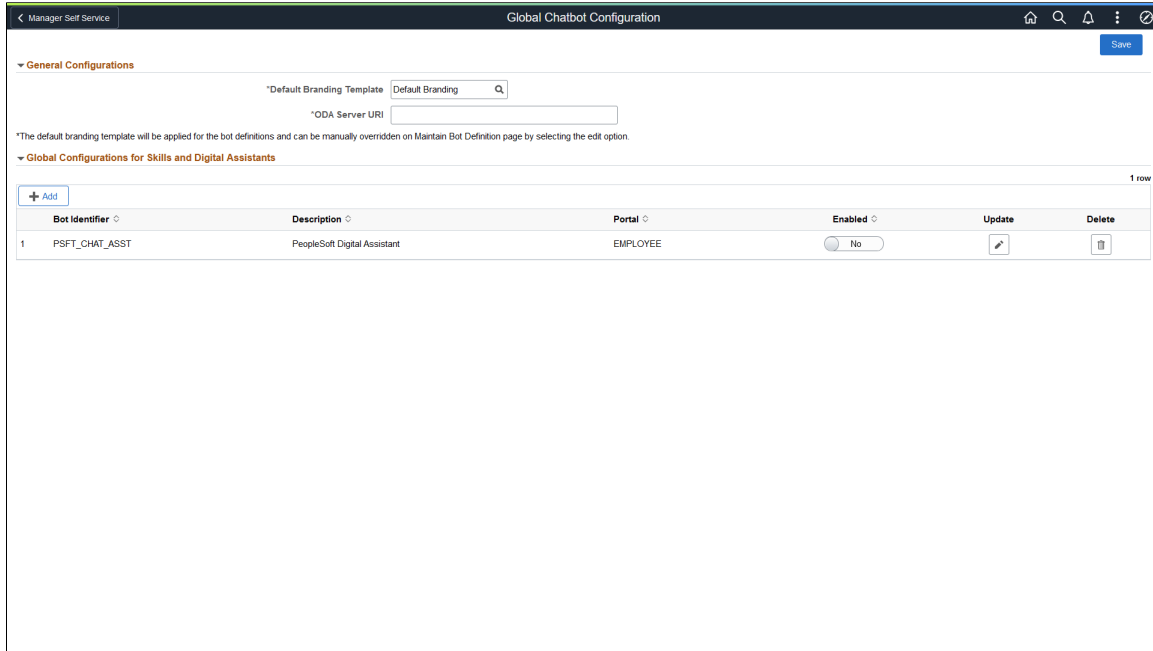 Manager Self Service
Global Chatbot Configuration
Save
General Configurations
*Default Branding Template Default Branding
*ODA Server URI
*The default branding template will be applied for the bot definitions and can be manually overridden on Maintain Bot Definition page by selecting the edit option.
Global Configurations for Skills and Digital Assistants
1 row
+ Add
Bot Identifier Description Portal Enabled Update Delete
1 PSFT_CHAT_ASST PeopleSoft Digital Assistant EMPLOYEE No